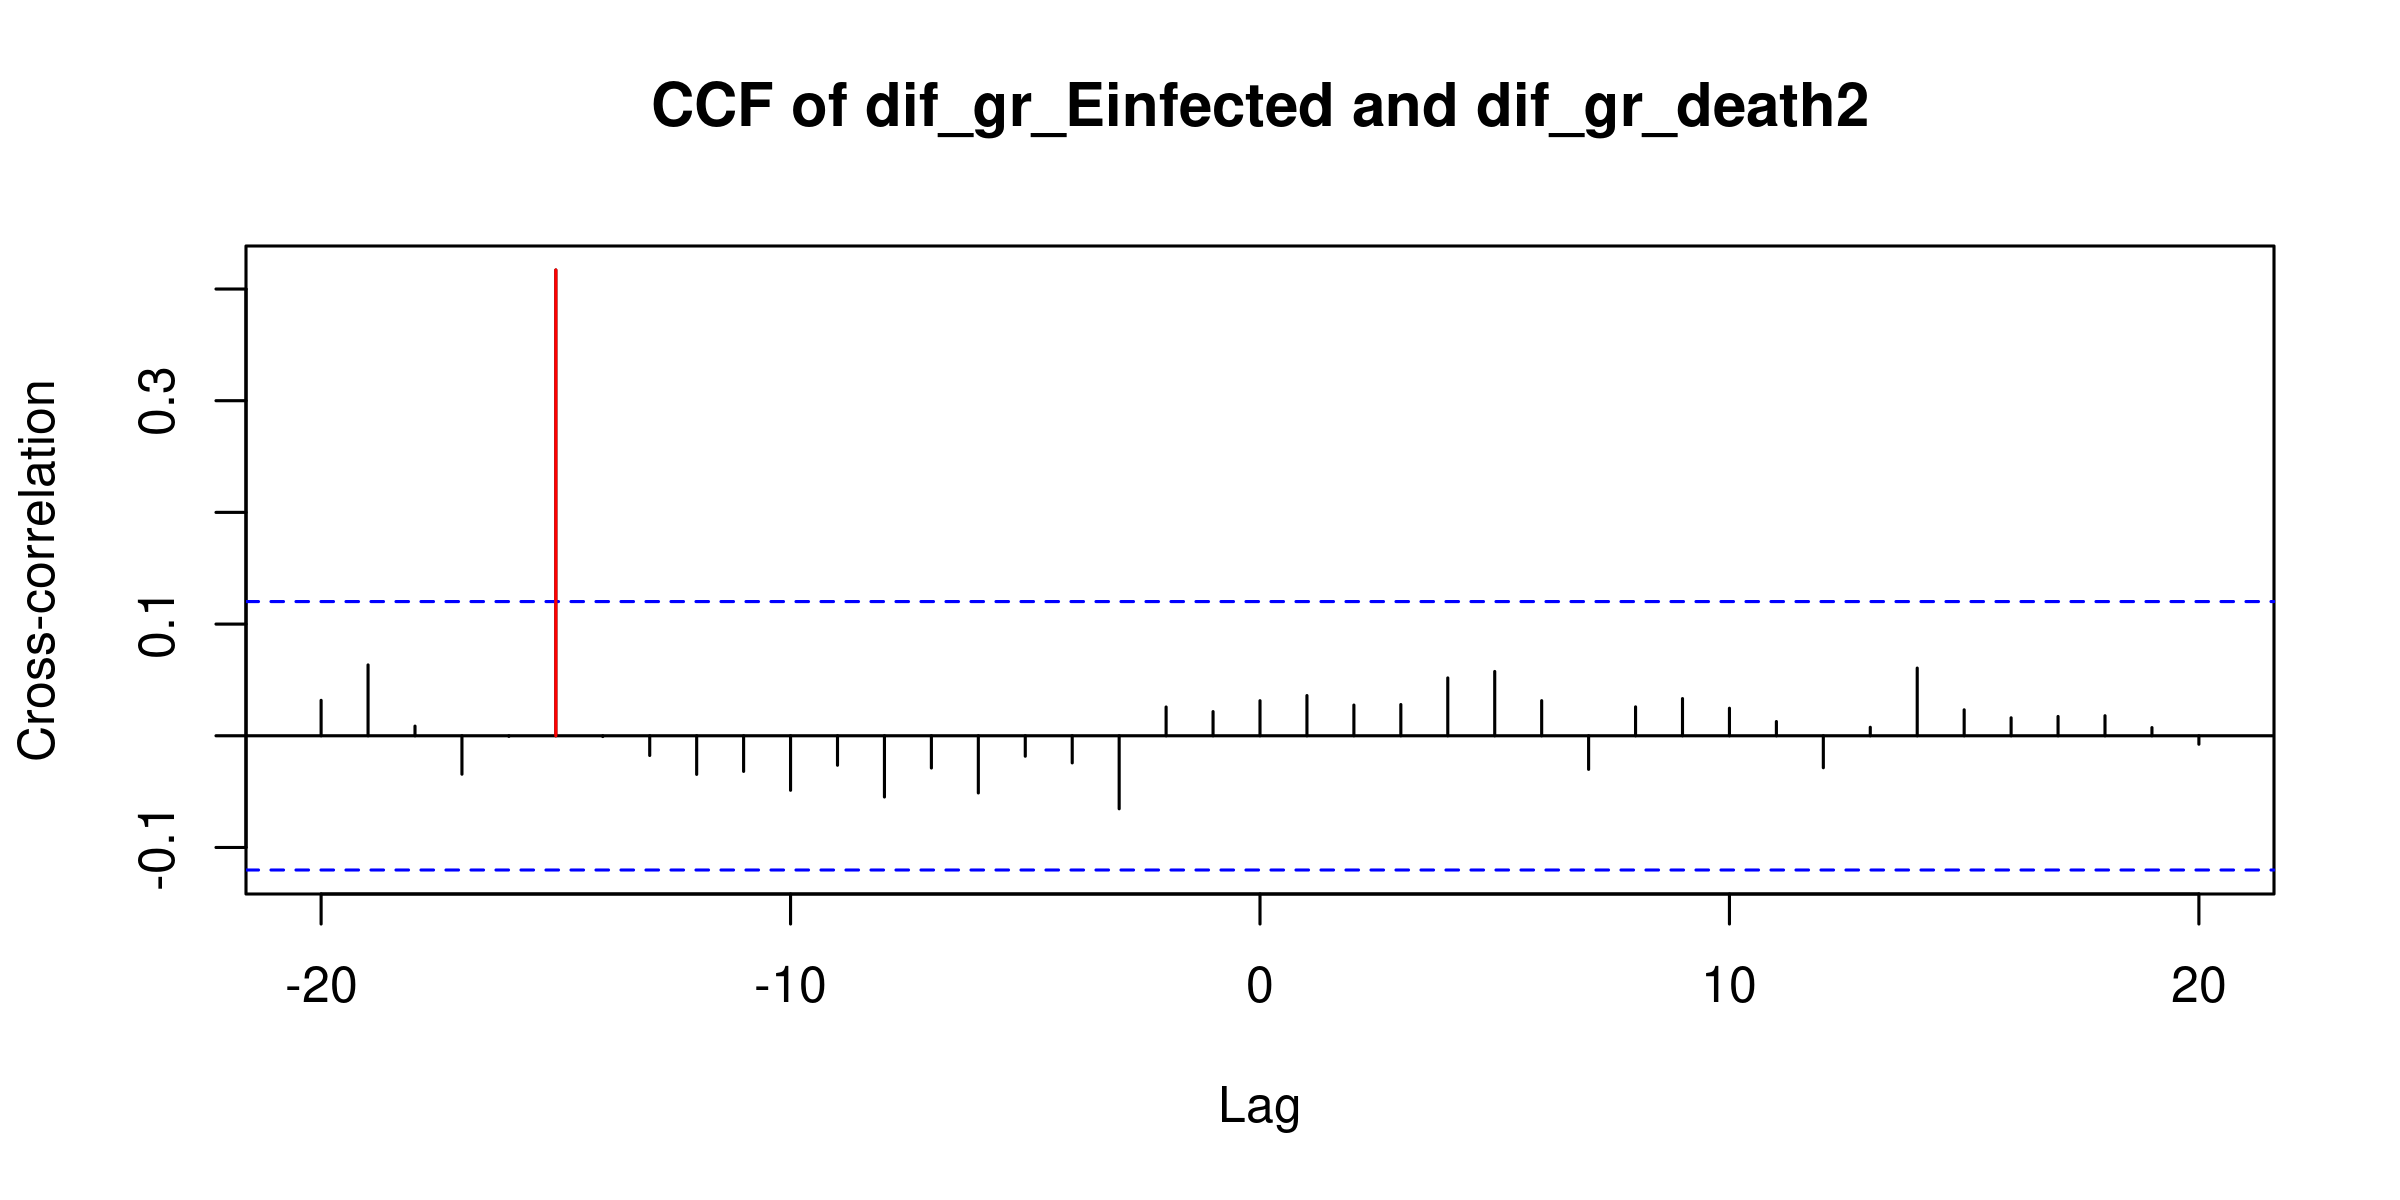 CCF of dif_gr_Einfected and dif_gr_death2
Cross-correlation
0.3
0.1
-0.1
-20 -10 0 10 20
Lag